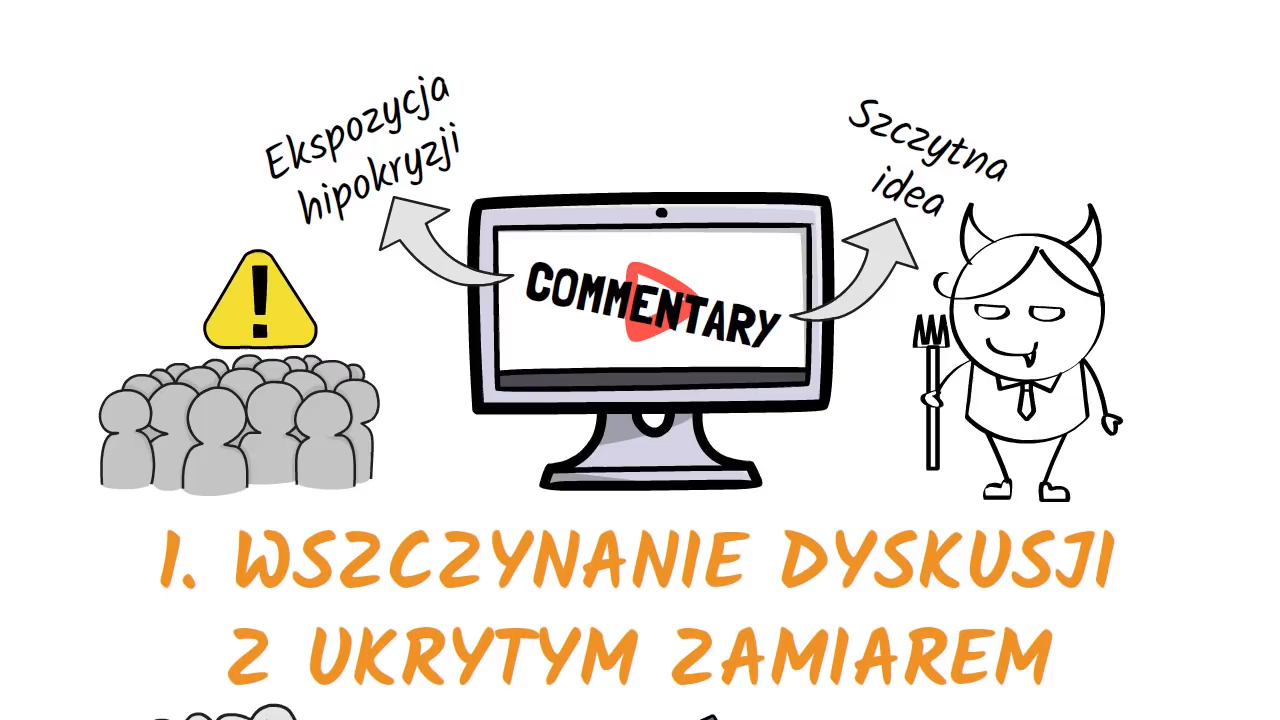 Ekspozycja
hipokryzji
Szczytna
idea
COMMENTARY
1. WSZCZYNANIE DYSKUSJI
Z UKRYTYM ZAMIAREM